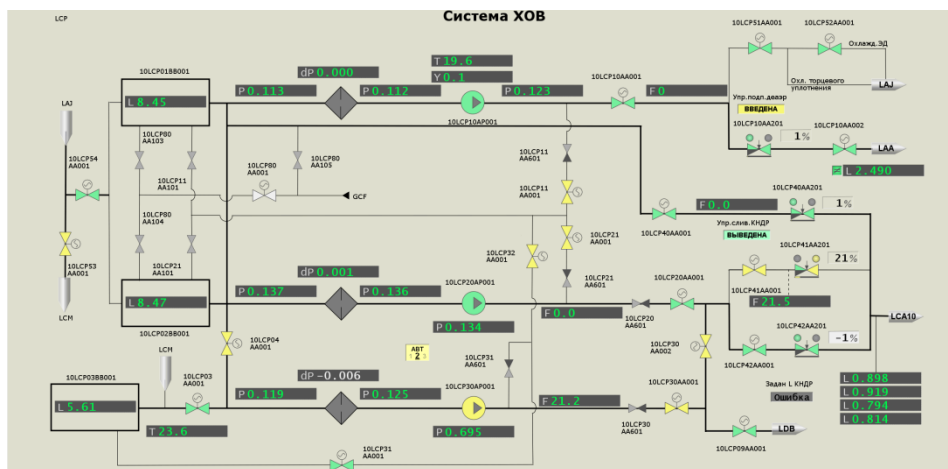 Система ХОВ
LCP
10LCP51AA001
10LCP52AA001
Охлажд.ЭД
LAJ
Охл. торцевого
уплотнения
10LCP01BB001
L 8.45
dP 0.000
P 0.113
P 0.112
T 19.6
Y 0.1
P 0.123
10LCP10AP001
10LCP10AA001
F 0
Упр.подп.деаэр
ВВЕДЕНА
10LCP10AA201
1%
10LCP10AA002
LAA
L 2.490
LAJ
10LCP54
AA001
10LCP80
AA103
10LCP11
AA101
10LCP80
AA001
10LCP80
AA105
GCF
10LCP11
AA601
10LCP11
AA001
10LCP40AA201
1%
F 0.0
10LCP40AA001
Упр.слив.КНДР
ВЫВЕДЕНА
10LCP80
AA104
10LCP53
AA001
LCM
10LCP21
AA101
10LCP32
AA001
10LCP21
AA001
10LCP21
AA601
10LCP41AA201
21%
10LCP41AA001
F 21.5
L 8.47
10LCP02BB001
dP 0.001
P 0.137
P 0.136
10LCP20AP001
P 0.134
F 0.0
10LCP20
AA601
10LCP20AA001
10LCP42AA201
-1%
10LCP42AA001
LCA10
10LCP04
AA001
АВТ
2
10LCP31
AA601
10LCP30
AA002
LCM
10LCP03BB001
L 5.61
10LCP03
AA001
T 23.6
dP -0.006
P 0.119
P 0.125
10LCP30AP001
P 0.695
F 21.2
10LCP30
AA601
10LCP30AA001
Задан L КНДР
Ошибка
L 0.898
L 0.919
L 0.794
L 0.814
LDB
10LCP09AA001
10LCP31
AA001